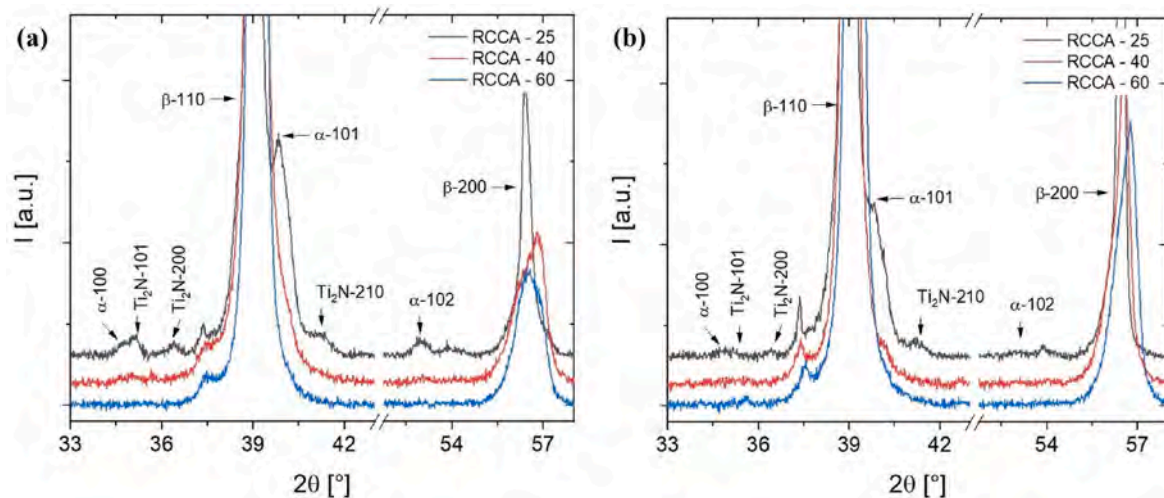 (a)
RCCA - 25
RCCA - 40
RCCA - 60
β-110
α-101
β-200
α-100
Ti₂N-101
Ti₂N-200
Ti₂N-210
α-102
I [a.u.]
33 36 39 42 54 57
2θ [°]
(b)
RCCA - 25
RCCA - 40
RCCA - 60
β-110
α-101
β-200
α-100
Ti₂N-101
Ti₂N-200
Ti₂N-210
α-102
I [a.u.]
33 36 39 42 54 57
2θ [°]